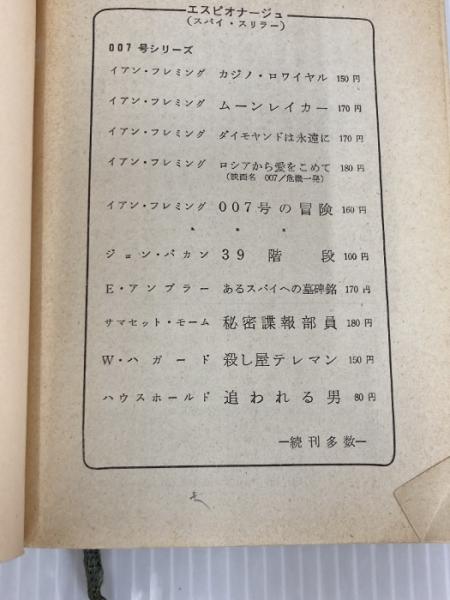 エスピオナージュ
(スパイ・スリラー)
007号シリーズ
イアン・フレミング カジノ・ロワイヤル 150円
イアン・フレミング ムーンレイカー 170円
イアン・フレミング ダイヤモンドは永遠に 170円
イアン・フレミング ロシアから愛をこめて 180円
(映画名 007/危機一発)
イアン・フレミング 007号の冒険 160円
* * *
ジョン・バカン 39階段 100円
E・アンブラー あるスパイへの墓碑銘 170円
サマセット・モーム 秘密諜報部員 180円
W・ハガード 殺し屋テレマン 150円
ハウスホールド 追われる男 80円
―続刊多数―